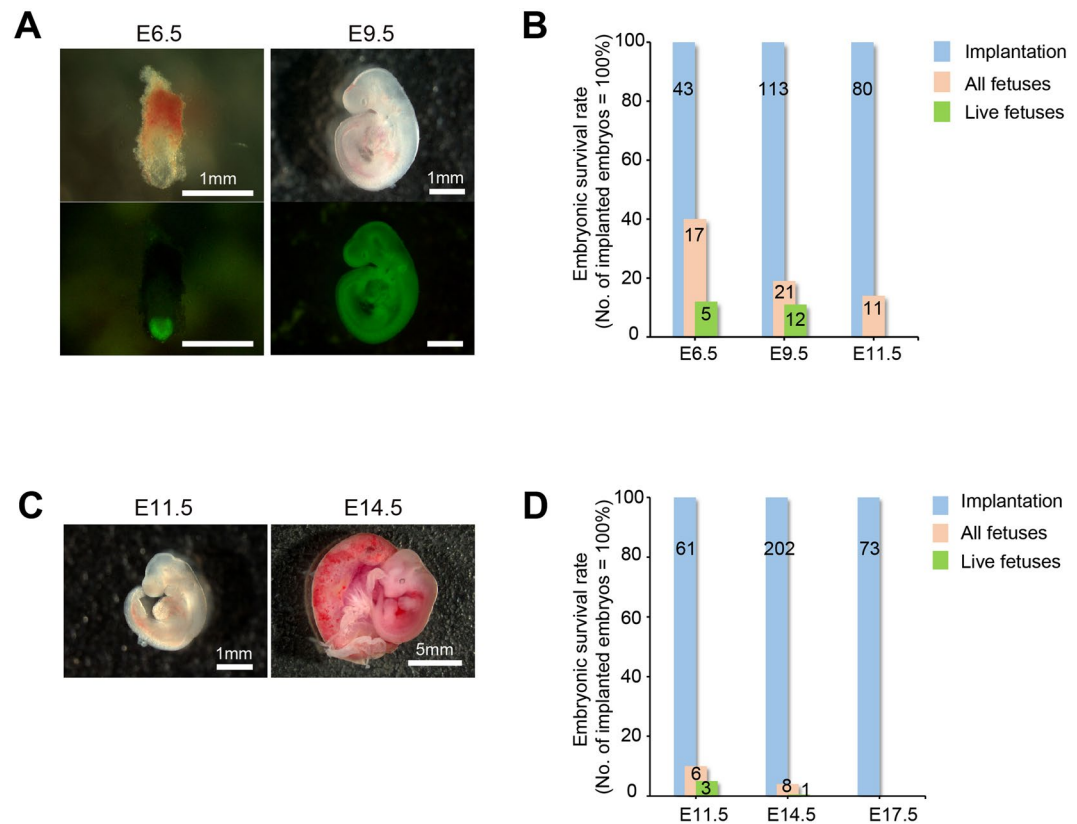 A
E6.5
E9.5
1mm
1mm
B
Embryonic survival rate
(No. of implanted embryos = 100%)
100
80
60
40
20
0
43
113
80
17
21
11
5
12
E6.5
E9.5
E11.5
Implantation
All fetuses
Live fetuses
C
E11.5
E14.5
1mm
5mm
D
Embryonic survival rate
(No. of implanted embryos = 100%)
100
80
60
40
20
0
61
202
73
6
3
8
1
E11.5
E14.5
E17.5
Implantation
All fetuses
Live fetuses